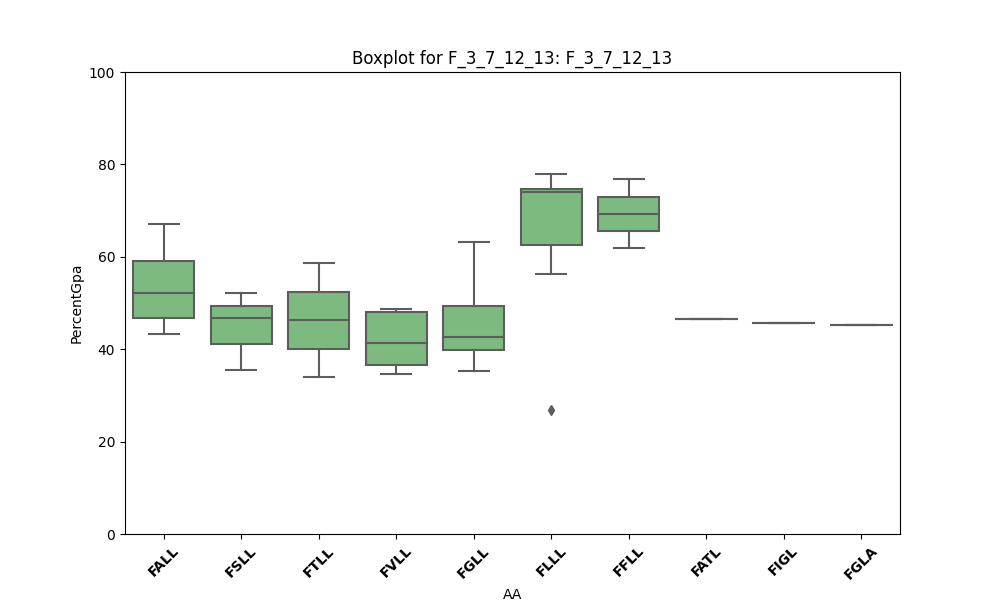 Boxplot for F_3_7_12_13: F_3_7_12_13
100
80
60
40
20
0
PercentGpa
FALL
FSLL
FTLL
FVLL
FGLL
FLLL
FFLL
FATL
FIGL
FGLA
AA